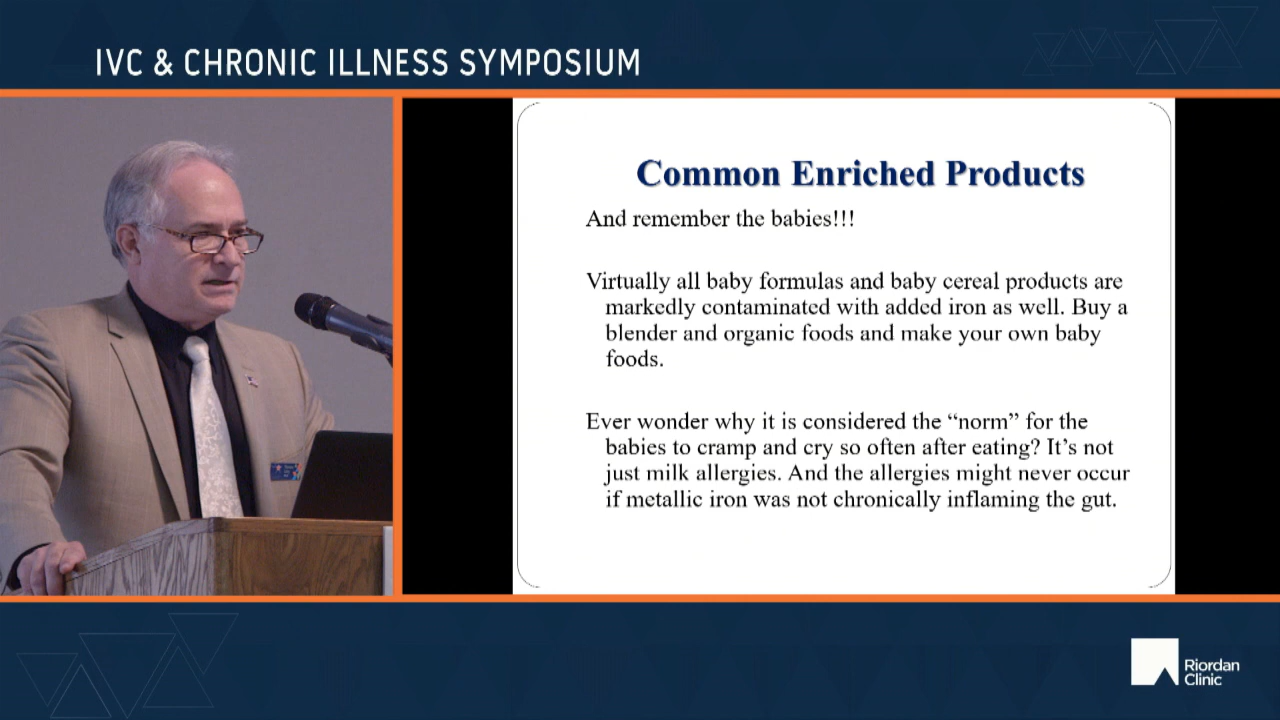 IVC & CHRONIC ILLNESS SYMPOSIUM
Common Enriched Products
And remember the babies!!!
Virtually all baby formulas and baby cereal products are
markedly contaminated with added iron as well. Buy a
blender and organic foods and make your own baby
foods.
Ever wonder why it is considered the “norm” for the
babies to cramp and cry so often after eating? It’s not
just milk allergies. And the allergies might never occur
if metallic iron was not chronically inflaming the gut.
Riordan
Clinic